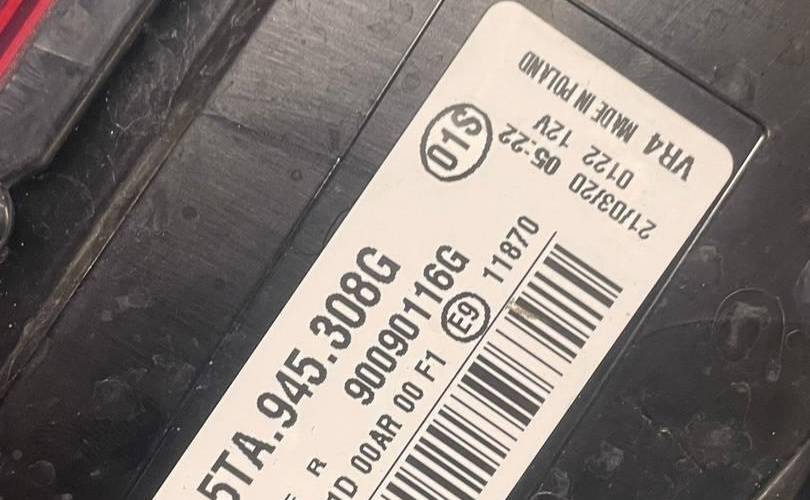 VR4 MADE IN POLAND
0122 12V
21/03/20 05:22
01S
5TA.945.308G
90090116G
R
1D 00AR 00 F1 E9 11870